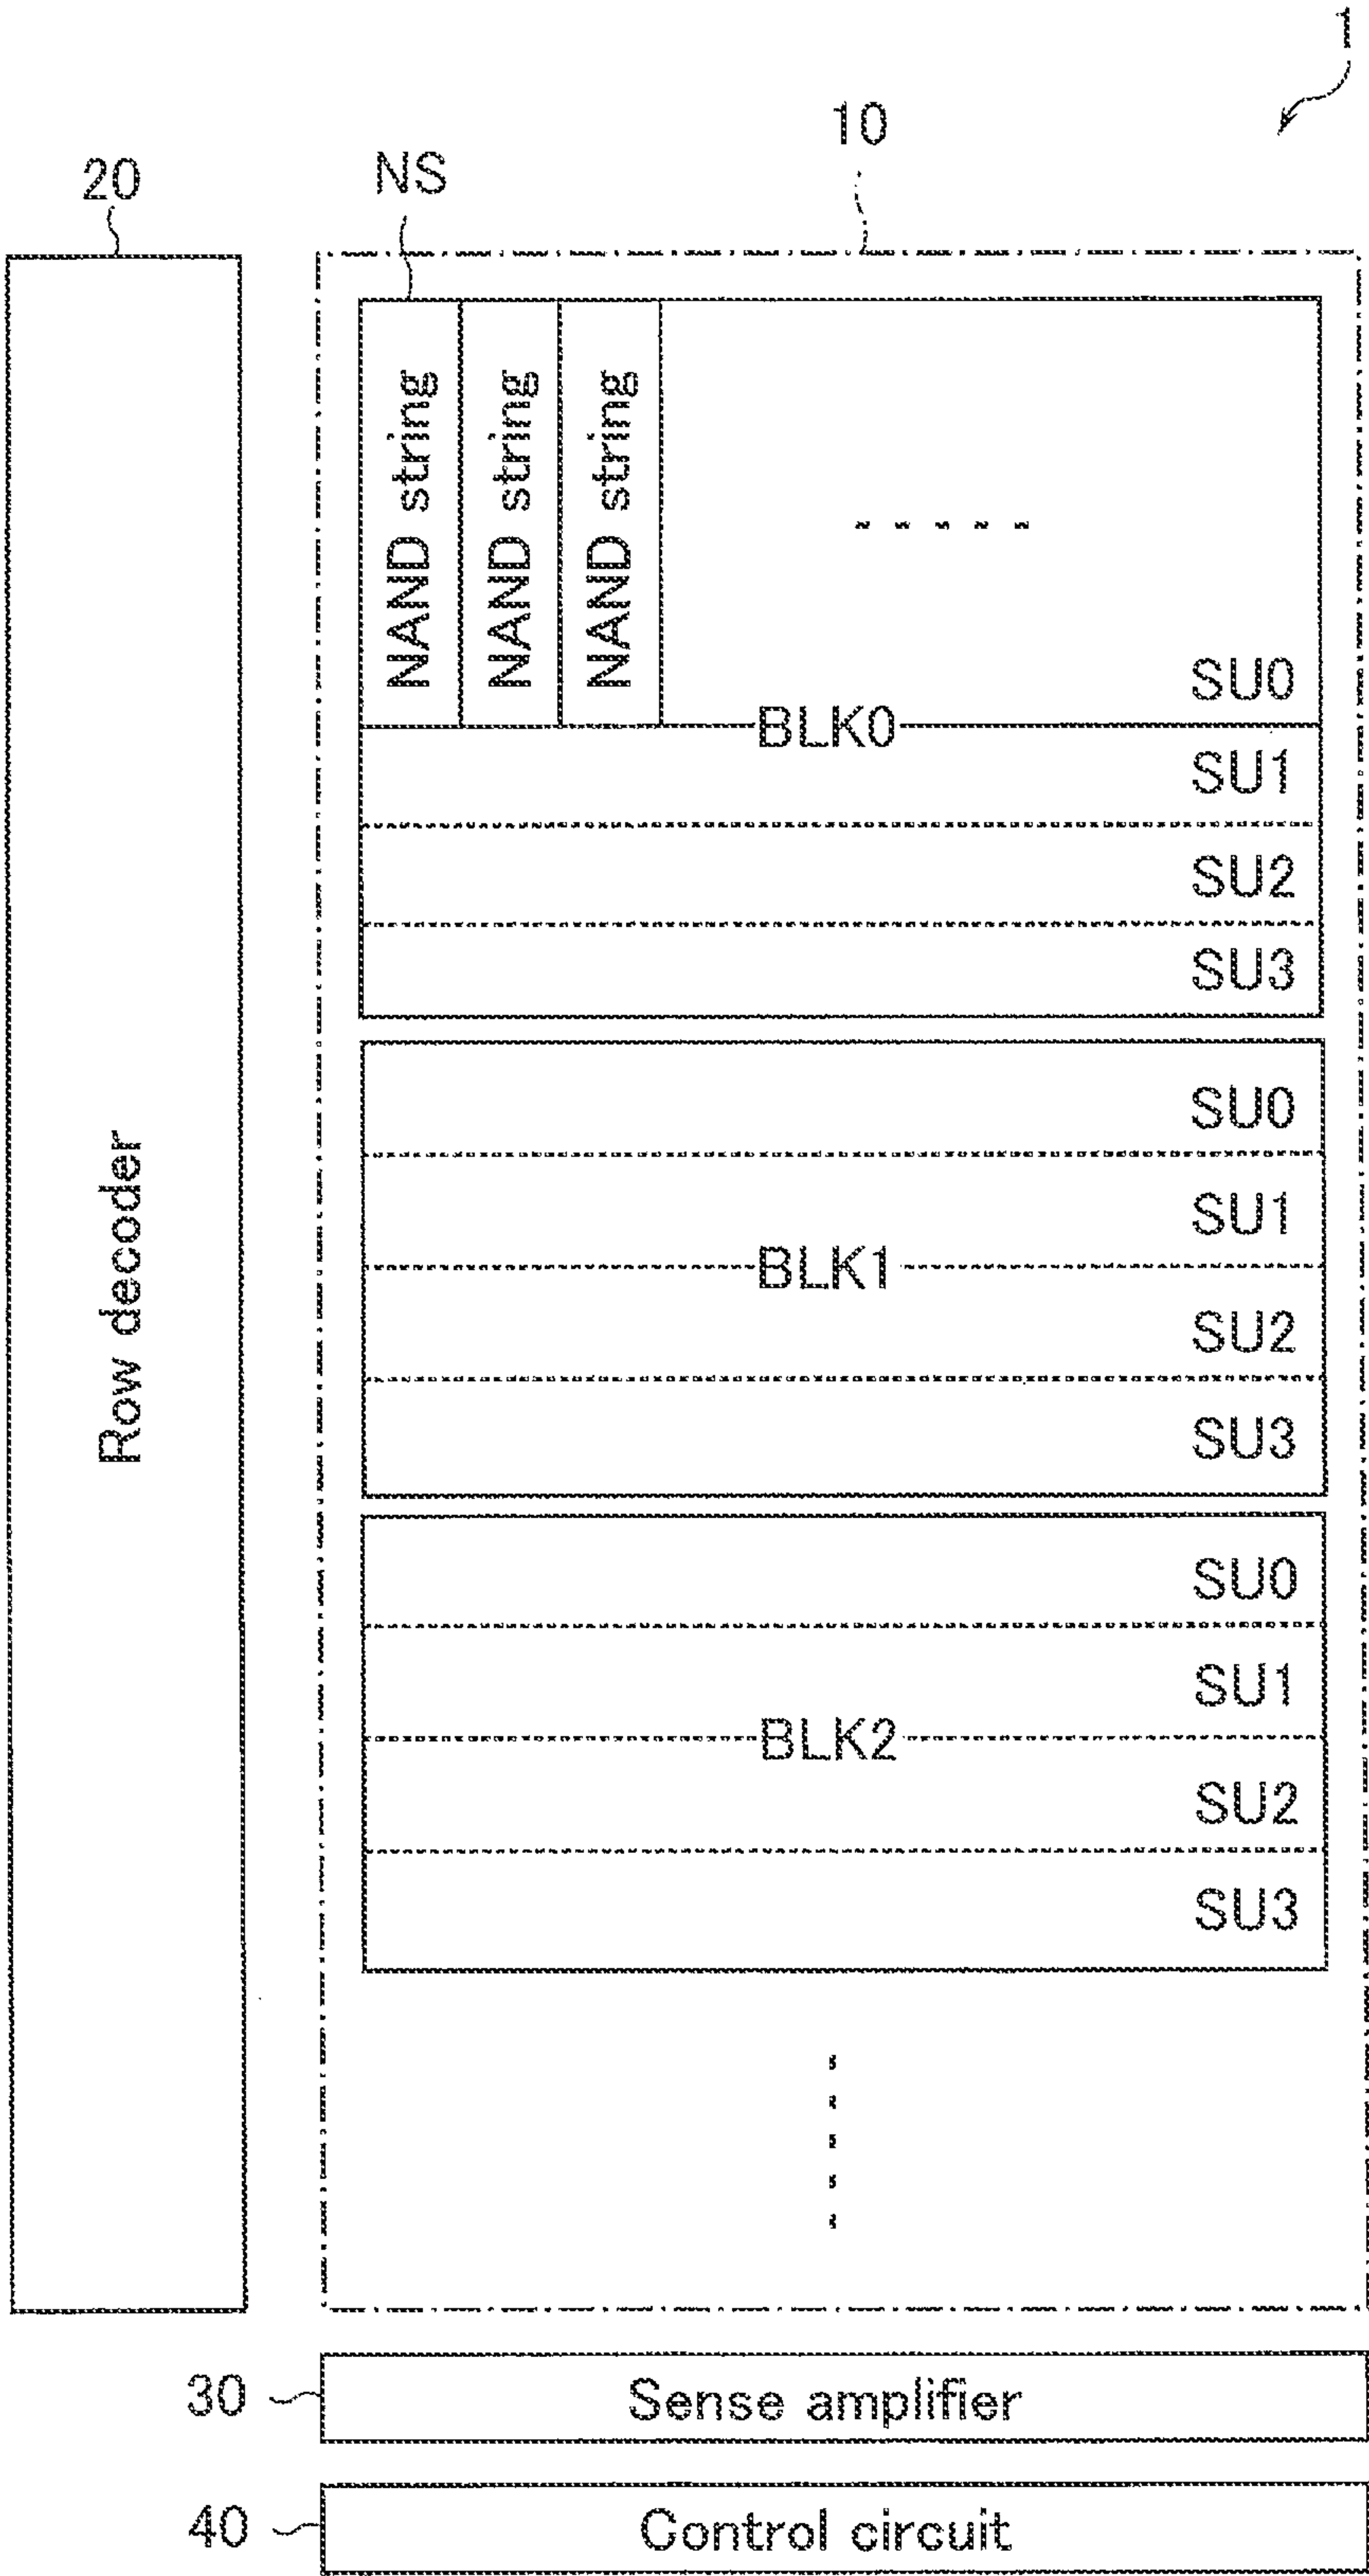 1
10
20
NS
NAND string
NAND string
NAND string
SU0
BLK0
SU1
SU2
SU3
SU0
SU1
BLK1
SU2
SU3
SU0
SU1
BLK2
SU2
SU3
Row decoder
30
Sense amplifier
40
Control circuit